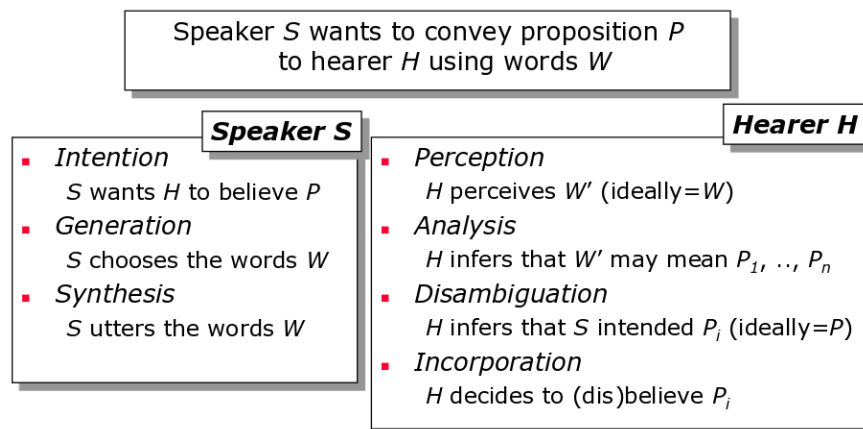 Speaker S wants to convey proposition P
to hearer H using words W
Speaker S
Intention
S wants H to believe P
Generation
S chooses the words W
Synthesis
S utters the words W
Hearer H
Perception
H perceives W' (ideally=W)
Analysis
H infers that W' may mean P1, .., Pn
Disambiguation
H infers that S intended Pi (ideally=P)
Incorporation
H decides to (dis)believe Pi